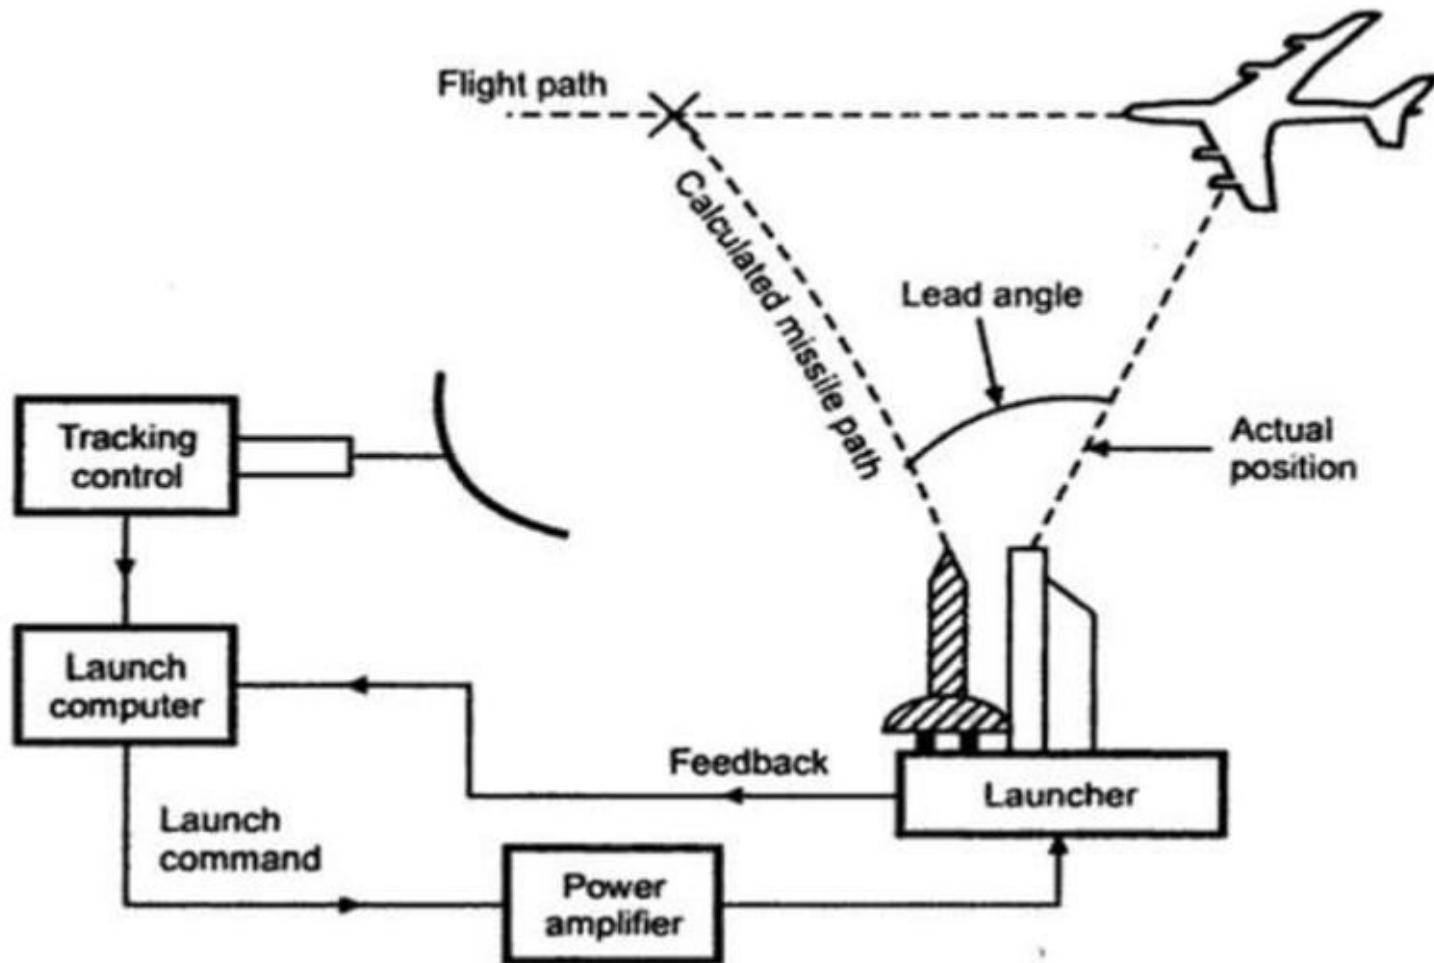 Flight path
Calculated missile path
Lead angle
Actual
position
Tracking
control
Launch
computer
Feedback
Launcher
Launch
command
Power
amplifier